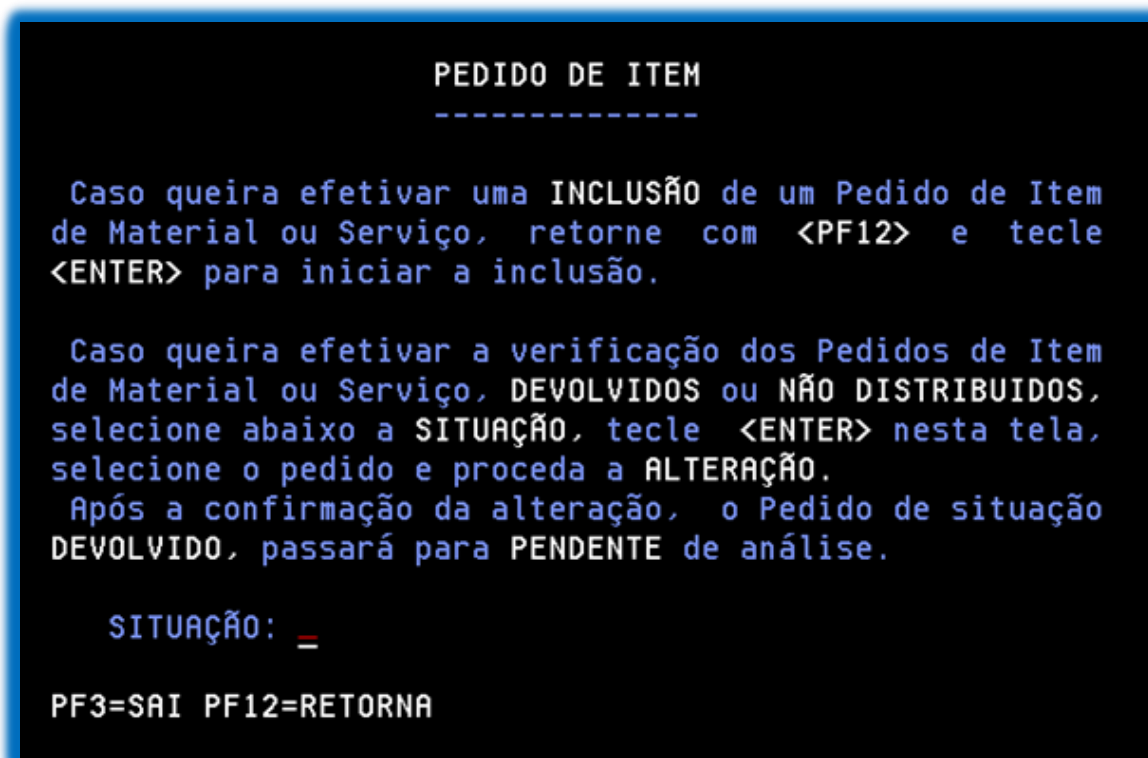 PEDIDO DE ITEM
--------------
Caso queira efetivar uma INCLUSÃO de um Pedido de Item
de Material ou Serviço, retorne com <PF12> e tecle
<ENTER> para iniciar a inclusão.
Caso queira efetivar a verificação dos Pedidos de Item
de Material ou Serviço, DEVOLVIDOS ou NÃO DISTRIBUIDOS,
selecione abaixo a SITUAÇÃO, tecle <ENTER> nesta tela,
selecione o pedido e proceda a ALTERAÇÃO.
Após a confirmação da alteração, o Pedido de situação
DEVOLVIDO, passará para PENDENTE de análise.
SITUAÇÃO: _
PF3=SAI PF12=RETORNA